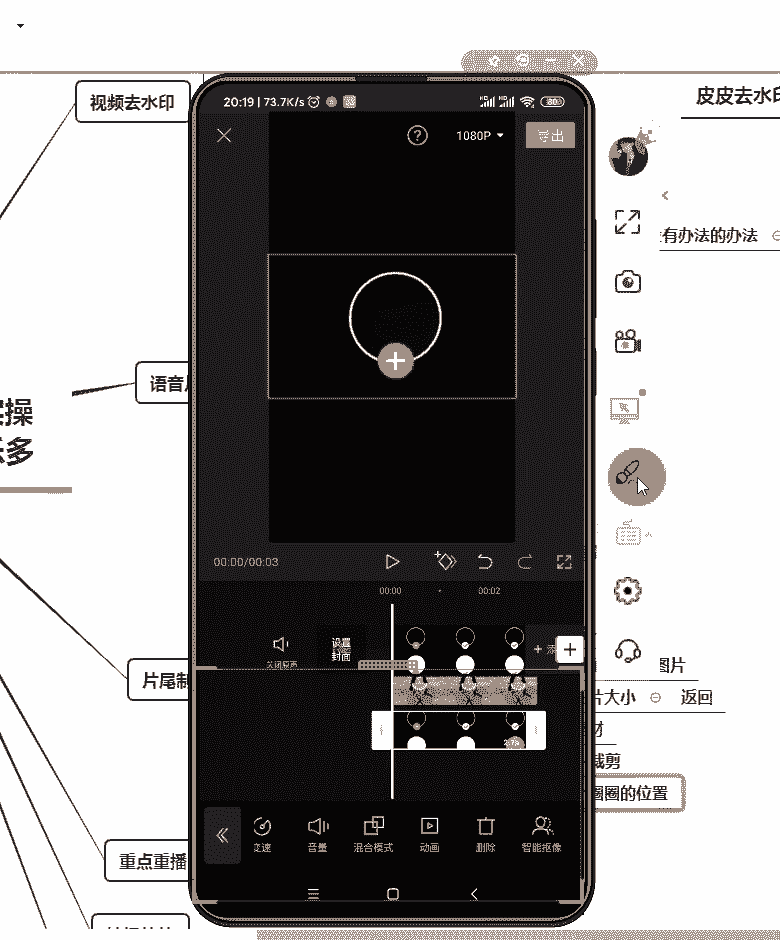 视频去水印
皮皮去水印
20:19 | 73.7K/s
1080P
导出
有办法的办法
语音
实操
乐多
00:00/00:03
00:00
00:02
关闭原声
设置
封面
+
图片
片尾制
片大小
返回
材
裁剪
圈圈的位置
变速
音量
混合模式
动画
删除
智能抠像
重点重播